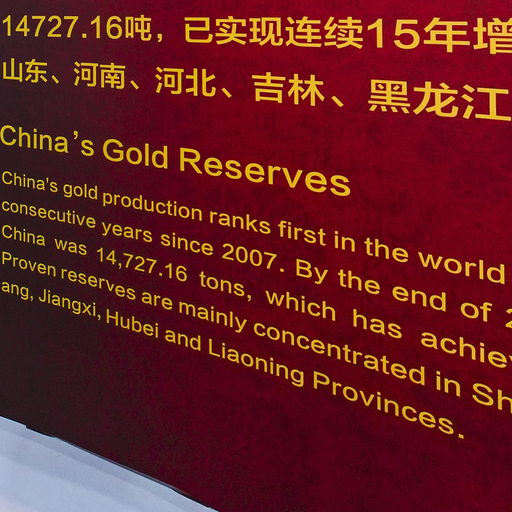 14727.16吨，已实现连续15年增
山东、河南、河北、吉林、黑龙江
China’s Gold Reserves
China's gold production ranks first in the world
consecutive years since 2007. By the end of 2
China was 14,727.16 tons, which has achie
Proven reserves are mainly concentrated in Sh
ang, Jiangxi, Hubei and Liaoning Provinces.